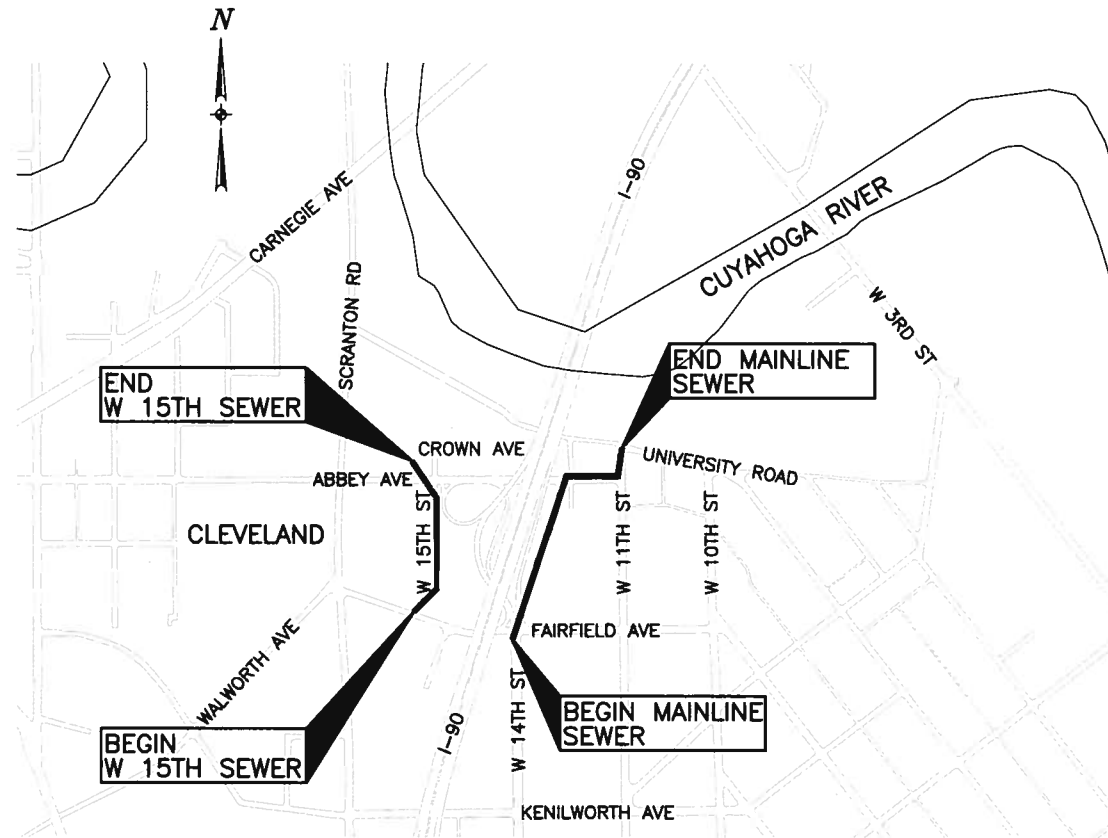 N
I-90
CARNEGIE AVE
CUYAHOGA RIVER
SCRANTON RD
W 3RD ST
END MAINLINE
SEWER
END
W 15TH SEWER
CROWN AVE
UNIVERSITY ROAD
ABBEY AVE
CLEVELAND
W 15TH ST
W 11TH ST
W 10TH ST
FAIRFIELD AVE
WALWORTH AVE
BEGIN MAINLINE
SEWER
BEGIN
W 15TH SEWER
I-90
W 14TH ST
KENILWORTH AVE